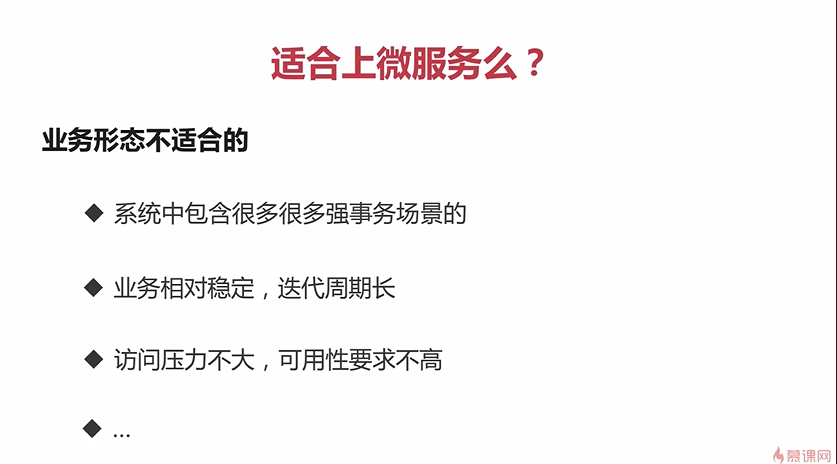 适合上微服务么？
业务形态不适合的
◆ 系统中包含很多很多强事务场景的
◆ 业务相对稳定，迭代周期长
◆ 访问压力不大，可用性要求不高
◆ ...
慕课网